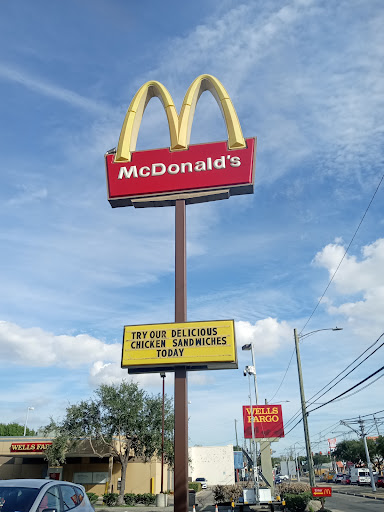 McDonald's
TRY OUR DELICIOUS
CHICKEN SANDWICHES
TODAY
WELLS
FARGO
WELLS FARGO